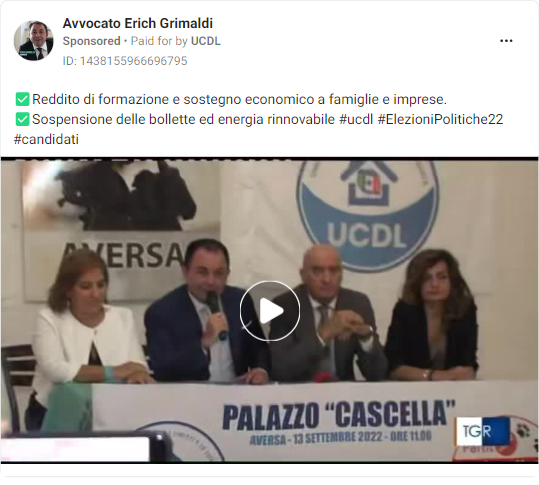 Avvocato Erich Grimaldi
Sponsored • Paid for by UCDL
ID: 1438155966696795
✅Reddito di formazione e sostegno economico a famiglie e imprese.
✅Sospensione delle bollette ed energia rinnovabile #ucdl #ElezioniPolitiche22
#candidati
AVERSA
UCDL
PALAZZO "CASCELLA"
AVERSA - 13 SETTEMBRE 2022 - ORE 11.00
TGR